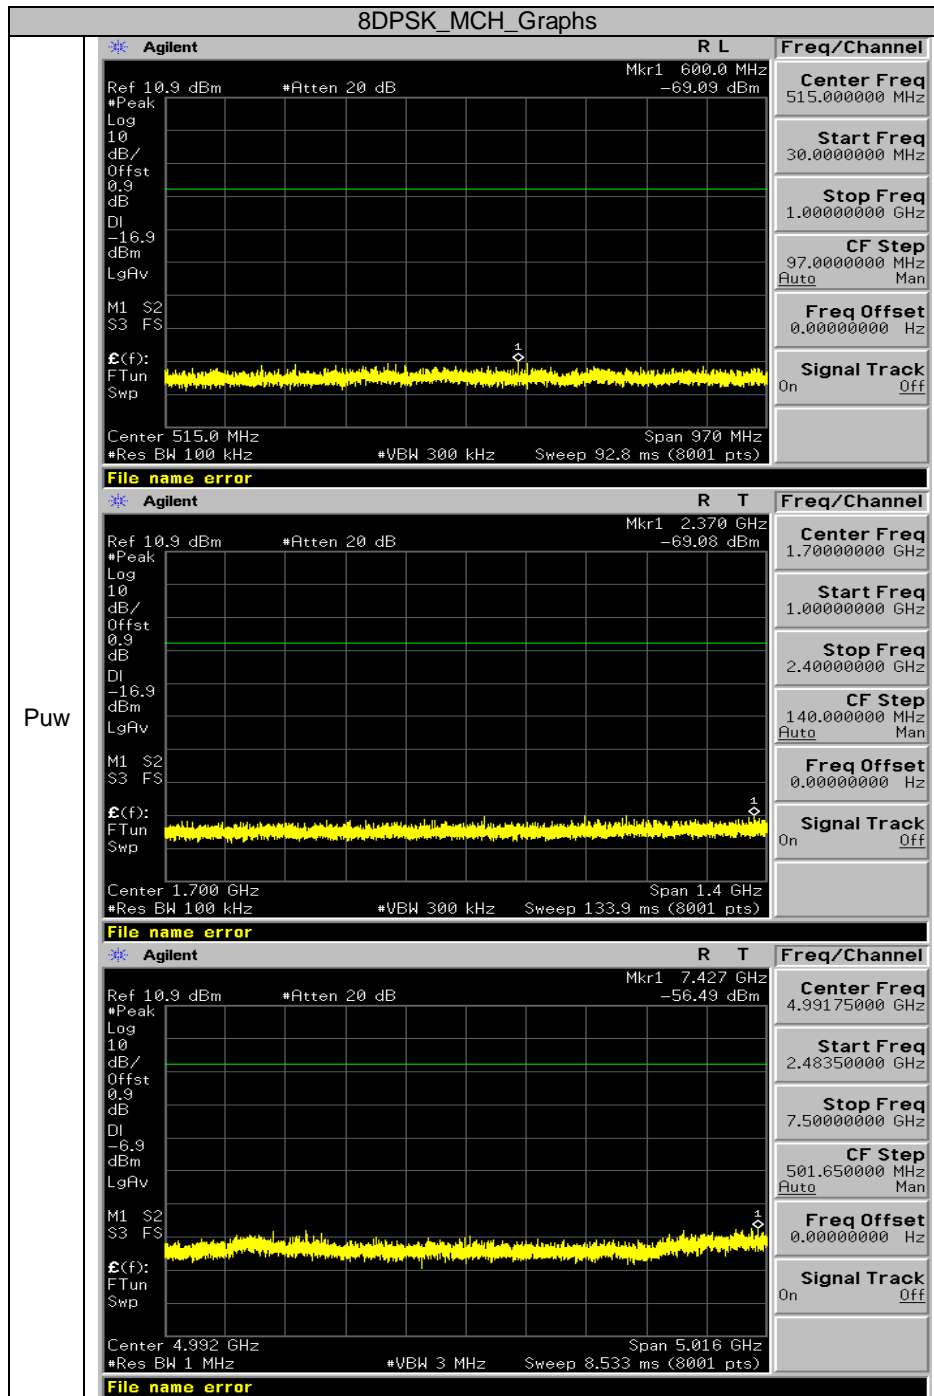 8DPSK_MCH_Graphs
Puw
Agilent R L Freq/Channel
Mkr1 600.0 MHz
Ref 10.9 dBm #Atten 20 dB -69.09 dBm
#Peak
Log
10
dB/
Offst
0.9
dB
DI
-16.9
dBm
LgAv
M1 S2
S3 FS
£(f):
FTun
Swp
1
Center 515.0 MHz Span 970 MHz
#Res BW 100 kHz #VBW 300 kHz Sweep 92.8 ms (8001 pts)
File name error
Center Freq
515.000000 MHz
Start Freq
30.0000000 MHz
Stop Freq
1.00000000 GHz
CF Step
97.0000000 MHz
Auto Man
Freq Offset
0.00000000 Hz
Signal Track
On Off
Agilent R T Freq/Channel
Mkr1 2.370 GHz
Ref 10.9 dBm #Atten 20 dB -69.08 dBm
#Peak
Log
10
dB/
Offst
0.9
dB
DI
-16.9
dBm
LgAv
M1 S2
S3 FS
£(f):
FTun
Swp
1
Center 1.700 GHz Span 1.4 GHz
#Res BW 100 kHz #VBW 300 kHz Sweep 133.9 ms (8001 pts)
File name error
Center Freq
1.70000000 GHz
Start Freq
1.00000000 GHz
Stop Freq
2.40000000 GHz
CF Step
140.000000 MHz
Auto Man
Freq Offset
0.00000000 Hz
Signal Track
On Off
Agilent R T Freq/Channel
Mkr1 7.427 GHz
Ref 10.9 dBm #Atten 20 dB -56.49 dBm
#Peak
Log
10
dB/
Offst
0.9
dB
DI
-6.9
dBm
LgAv
M1 S2
S3 FS
£(f):
FTun
Swp
1
Center 4.992 GHz Span 5.016 GHz
#Res BW 1 MHz #VBW 3 MHz Sweep 8.533 ms (8001 pts)
File name error
Center Freq
4.99175000 GHz
Start Freq
2.48350000 GHz
Stop Freq
7.50000000 GHz
CF Step
501.650000 MHz
Auto Man
Freq Offset
0.00000000 Hz
Signal Track
On Off